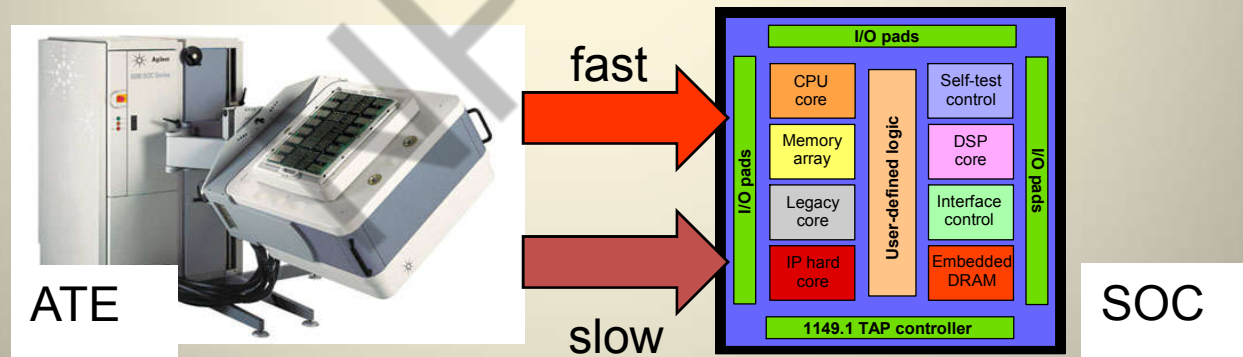 Agilent
ATE
fast
slow
I/O pads
I/O pads
CPU
core
Memory
array
Legacy
core
IP hard
core
User-defined logic
Self-test
control
DSP
core
Interface
control
Embedded
DRAM
I/O pads
1149.1 TAP controller
SOC